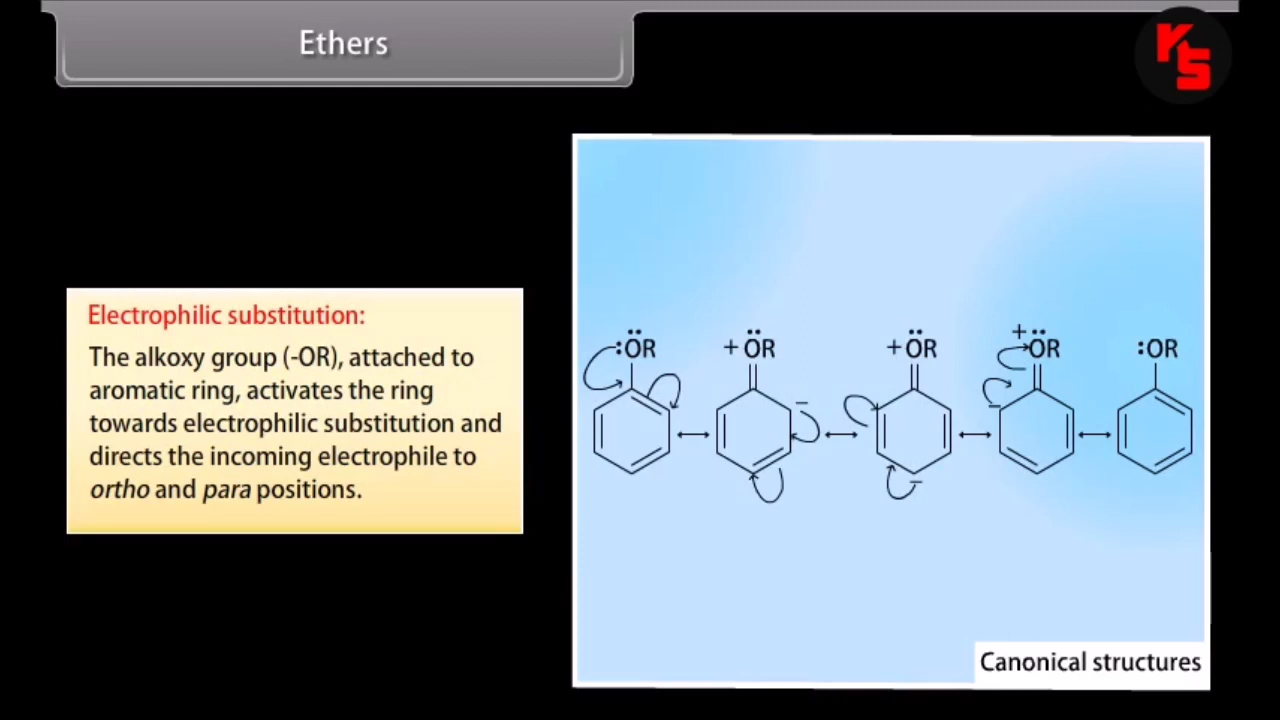 Ethers
rts
Electrophilic substitution:
The alkoxy group (-OR), attached to
aromatic ring, activates the ring
towards electrophilic substitution and
directs the incoming electrophile to
ortho and para positions.
:ÖR +ÖR +ÖR +ÖR :OR
Canonical structures